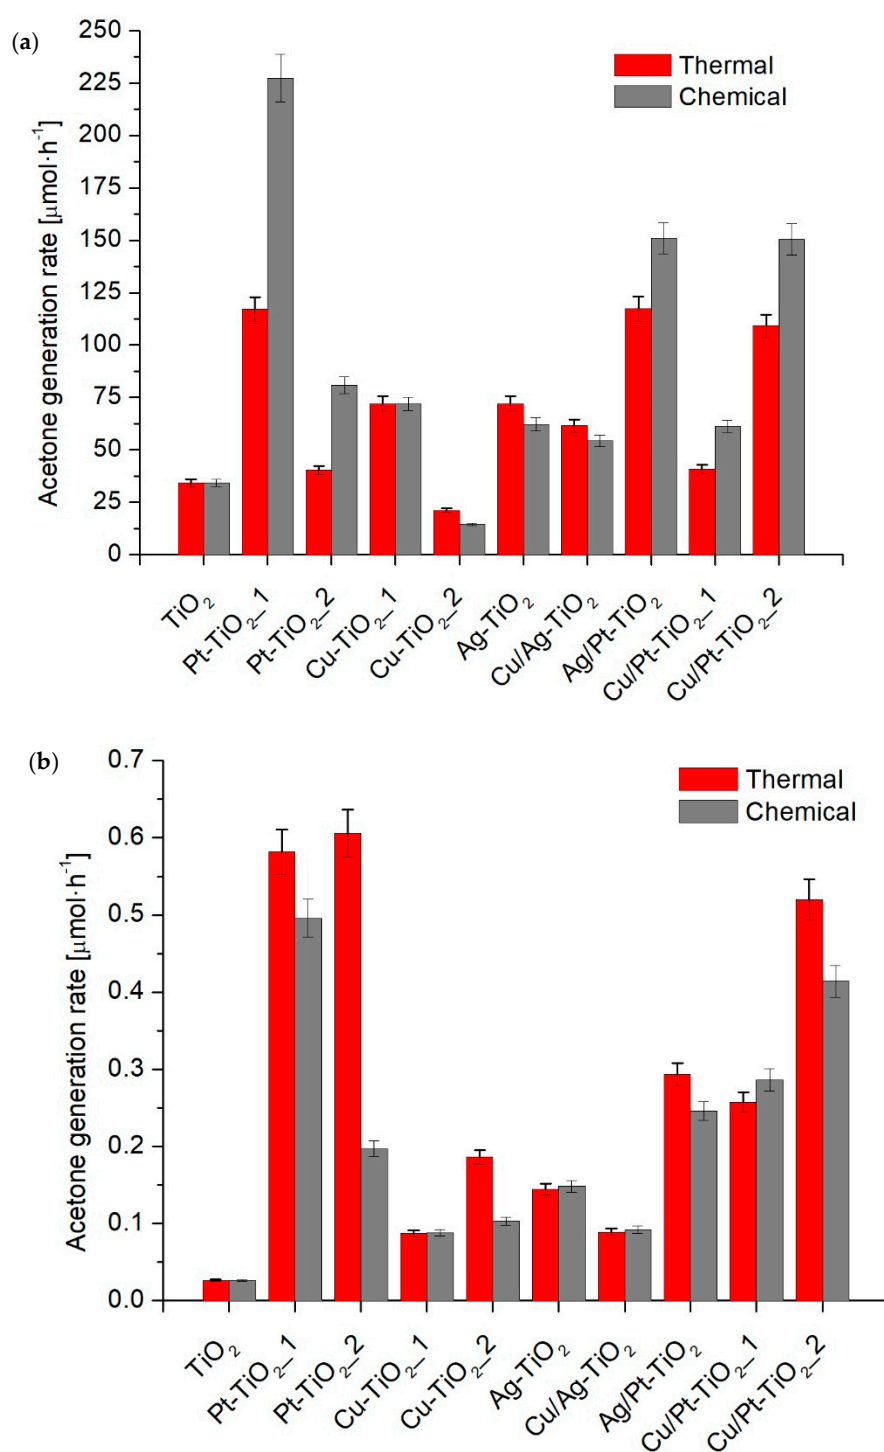 (a)
Acetone generation rate [μmol·h⁻¹]
250
225
200
175
150
125
100
75
50
25
0
Thermal
Chemical
TiO₂
Pt-TiO₂_1
Pt-TiO₂_2
Cu-TiO₂_1
Cu-TiO₂_2
Ag-TiO₂
Cu/Ag-TiO₂
Ag/Pt-TiO₂
Cu/Pt-TiO₂_1
Cu/Pt-TiO₂_2
(b)
Acetone generation rate [μmol·h⁻¹]
0.7
0.6
0.5
0.4
0.3
0.2
0.1
0.0
Thermal
Chemical
TiO₂
Pt-TiO₂_1
Pt-TiO₂_2
Cu-TiO₂_1
Cu-TiO₂_2
Ag-TiO₂
Cu/Ag-TiO₂
Ag/Pt-TiO₂
Cu/Pt-TiO₂_1
Cu/Pt-TiO₂_2